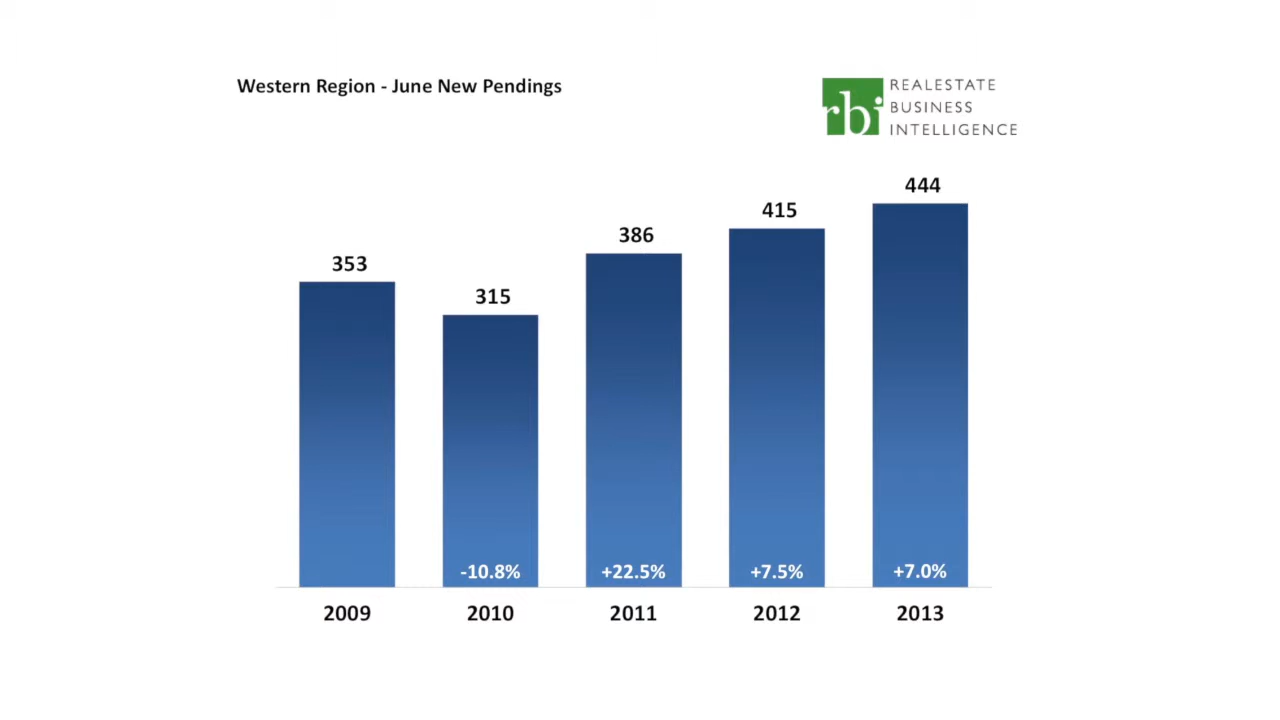 Western Region - June New Pendings
rbi
REALESTATE
BUSINESS
INTELLIGENCE
353
315
386
415
444
-10.8%
+22.5%
+7.5%
+7.0%
2009
2010
2011
2012
2013